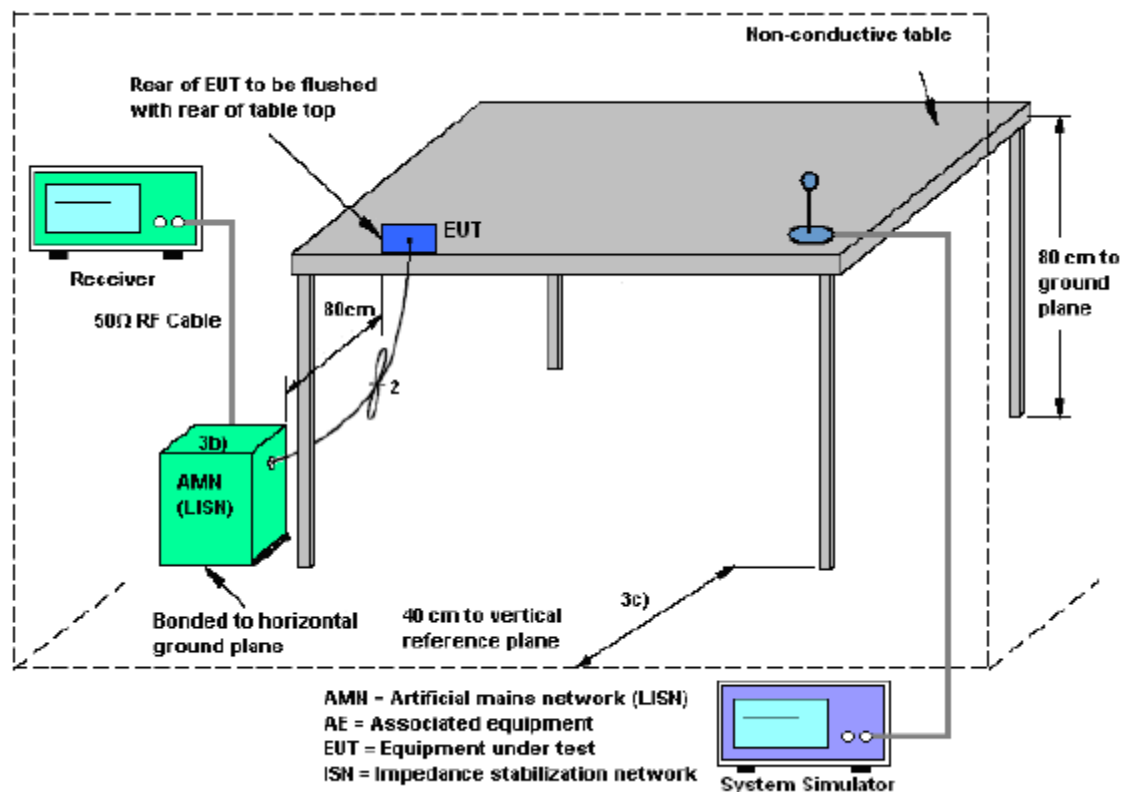 Non-conductive table
Rear of EUT to be flushed
with rear of table top
EUT
Receiver
80 cm to
ground
plane
80cm
50Ω RF Cable
2
3b)
AMN
(LISN)
3c)
Bonded to horizontal
ground plane
40 cm to vertical
reference plane
AMN = Artificial mains network (LISN)
AE = Associated equipment
EUT = Equipment under test
ISN = Impedance stabilization network
System Simulator